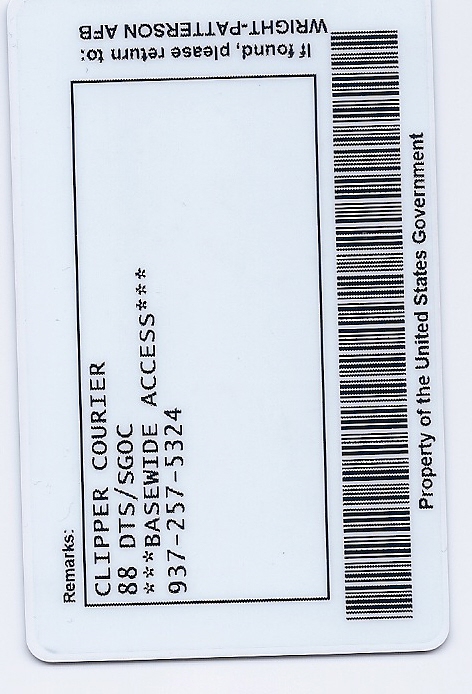 If found, please return to:
WRIGHT-PATTERSON AFB
Remarks:
CLIPPER COURIER
88 DTS/SGOC
***BASEWIDE ACCESS***
937-257-5324
Property of the United States Government